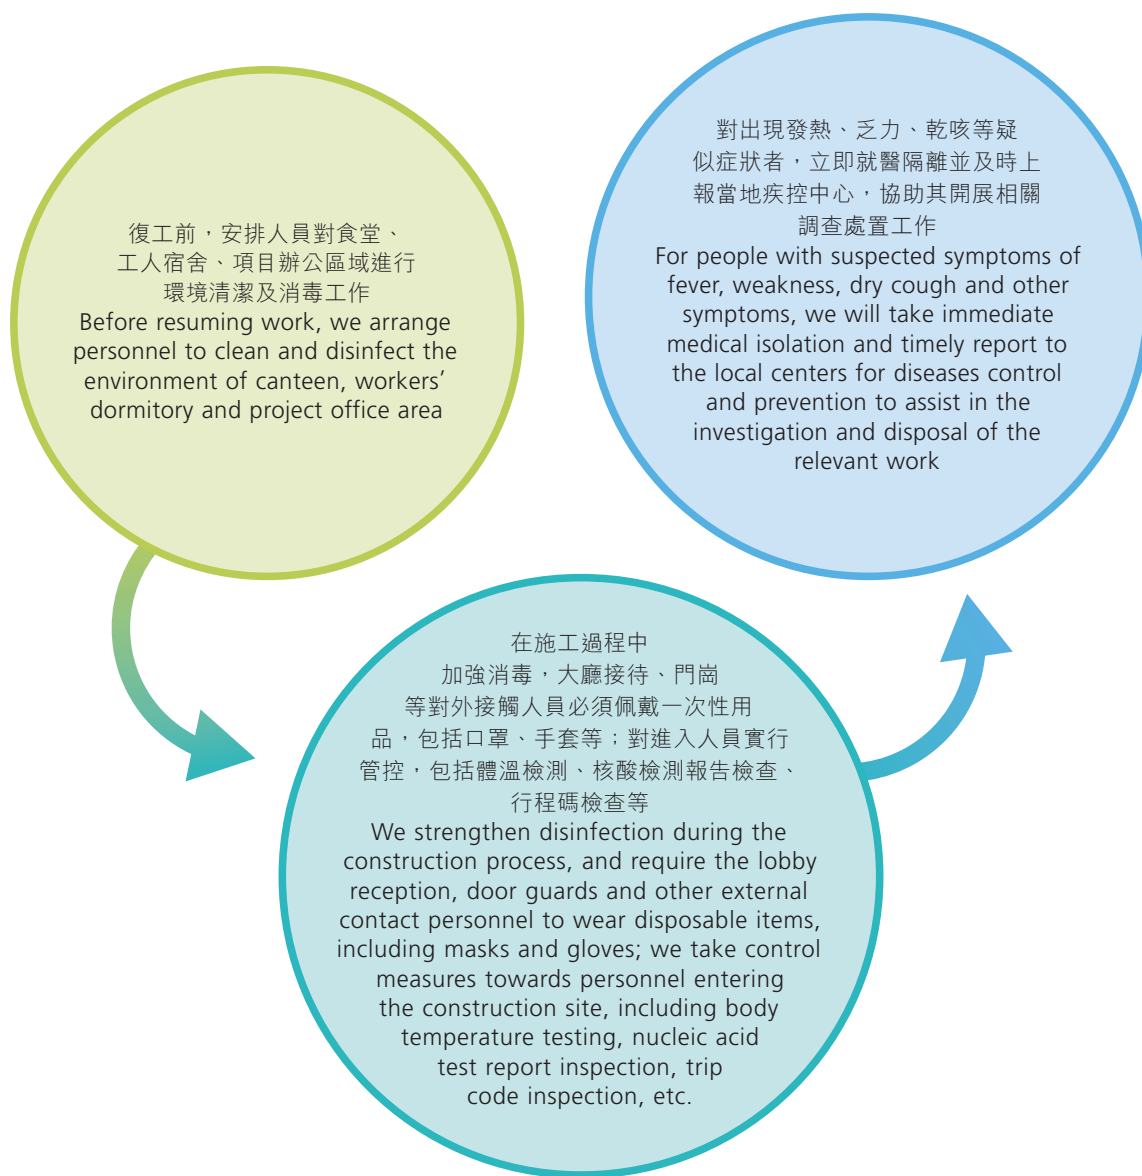 復工前，安排人員對食堂、
工人宿舍、項目辦公區域進行
環境清潔及消毒工作
Before resuming work, we arrange
personnel to clean and disinfect the
environment of canteen, workers’
dormitory and project office area
在施工過程中
加強消毒，大廳接待、門崗
等對外接觸人員必須佩戴一次性用
品，包括口罩、手套等；對進入人員實行
管控，包括體溫檢測、核酸檢測報告檢查、
行程碼檢查等
We strengthen disinfection during the
construction process, and require the lobby
reception, door guards and other external
contact personnel to wear disposable items,
including masks and gloves; we take control
measures towards personnel entering
the construction site, including body
temperature testing, nucleic acid
test report inspection, trip
code inspection, etc.
對出現發熱、乏力、乾咳等疑
似症狀者，立即就醫隔離並及時上
報當地疾控中心，協助其開展相關
調查處置工作
For people with suspected symptoms of
fever, weakness, dry cough and other
symptoms, we will take immediate
medical isolation and timely report to
the local centers for diseases control
and prevention to assist in the
investigation and disposal of the
relevant work